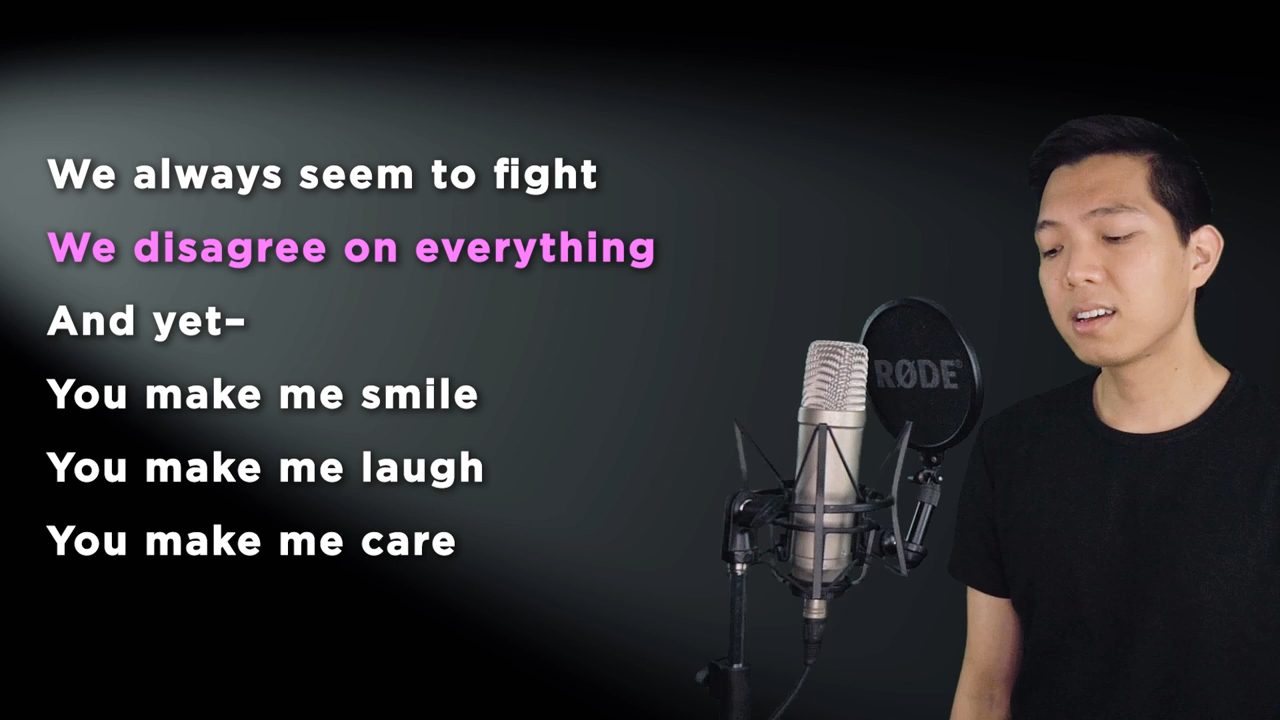 We always seem to fight
We disagree on everything
And yet–
You make me smile
You make me laugh
You make me care
RØDE®